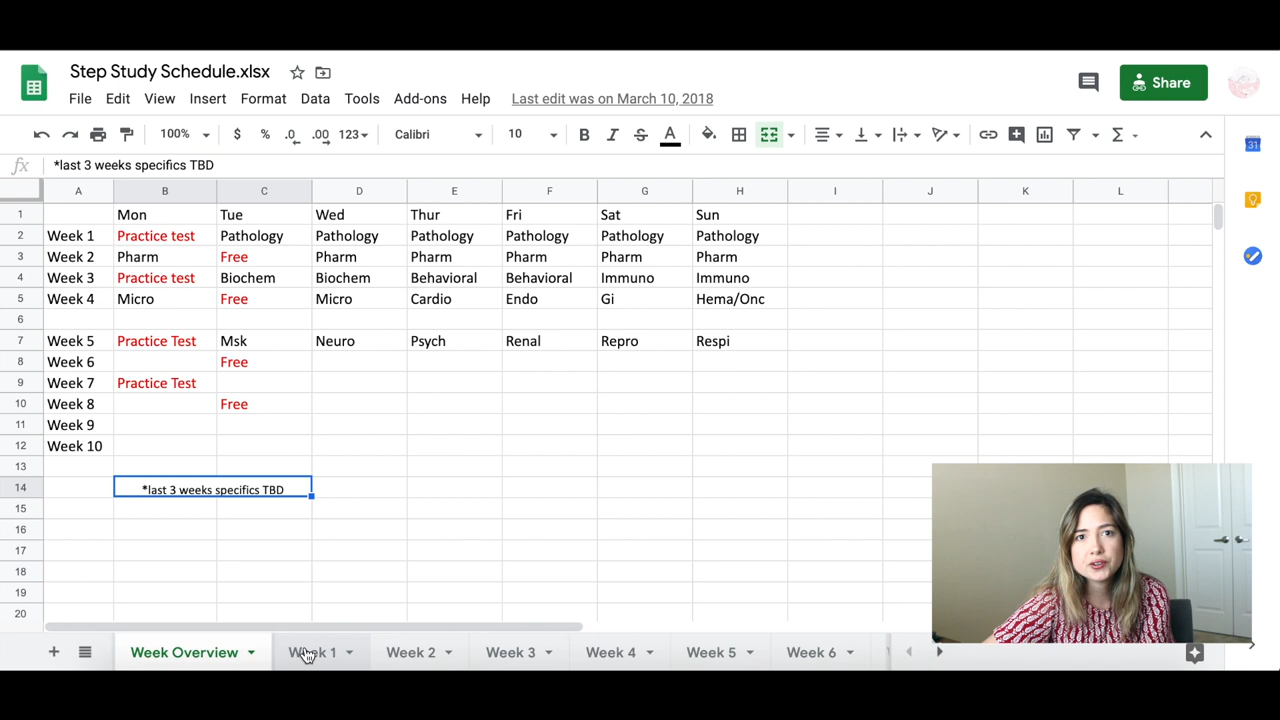 Step Study Schedule.xlsx
File Edit View Insert Format Data Tools Add-ons Help Last edit was on March 10, 2018
Share
100% $ % .0 .00 123 Calibri 10 B I S A
fx *last 3 weeks specifics TBD
A B C D E F G H I J K L
1 Mon Tue Wed Thur Fri Sat Sun
2 Week 1 Practice test Pathology Pathology Pathology Pathology Pathology Pathology
3 Week 2 Pharm Free Pharm Pharm Pharm Pharm Pharm
4 Week 3 Practice test Biochem Biochem Behavioral Behavioral Immuno Immuno
5 Week 4 Micro Free Micro Cardio Endo Gi Hema/Onc
6
7 Week 5 Practice Test Msk Neuro Psych Renal Repro Respi
8 Week 6 Free
9 Week 7 Practice Test
10 Week 8 Free
11 Week 9
12 Week 10
13
14 *last 3 weeks specifics TBD
15
16
17
18
19
20
Week Overview Week 1 Week 2 Week 3 Week 4 Week 5 Week 6
31